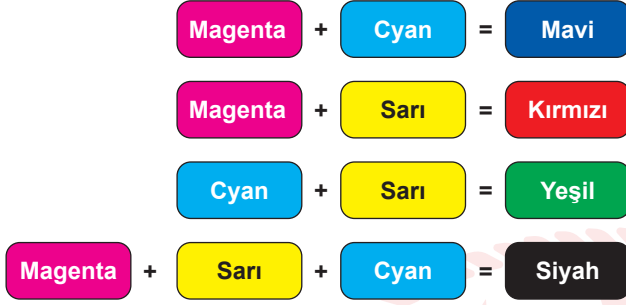 Magenta + Cyan = Mavi
Magenta + Sarı = Kırmızı
Cyan + Sarı = Yeşil
Magenta + Sarı + Cyan = Siyah